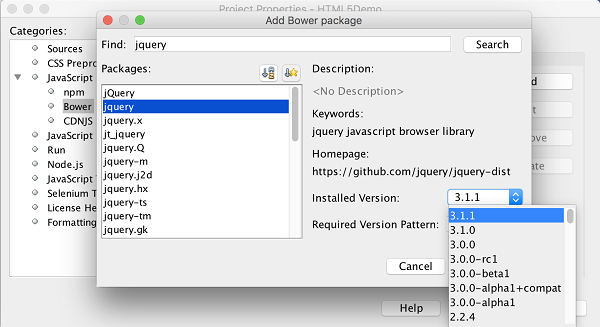 Project Properties - HTML5Demo
Add Bower package
Categories:
Sources
CSS Prepro
JavaScript
npm
Bower
CDNJS
JavaScript
Run
Node.js
JavaScript
Selenium T
License He
Formatting
Find: jquery Search
Packages:
jQuery
jquery
jquery.x
jt_jquery
jquery.Q
jquery-m
jquery.j2d
jquery.hx
jquery-ts
jquery-tm
jquery.gk
Description:
<No Description>
Keywords:
jquery javascript browser library
Homepage:
https://github.com/jquery/jquery-dist
Installed Version: 3.1.1
Required Version Pattern:
3.1.1
3.1.0
3.0.0
3.0.0-rc1
3.0.0-beta1
3.0.0-alpha1+compat
3.0.0-alpha1
2.2.4
Cancel
Help